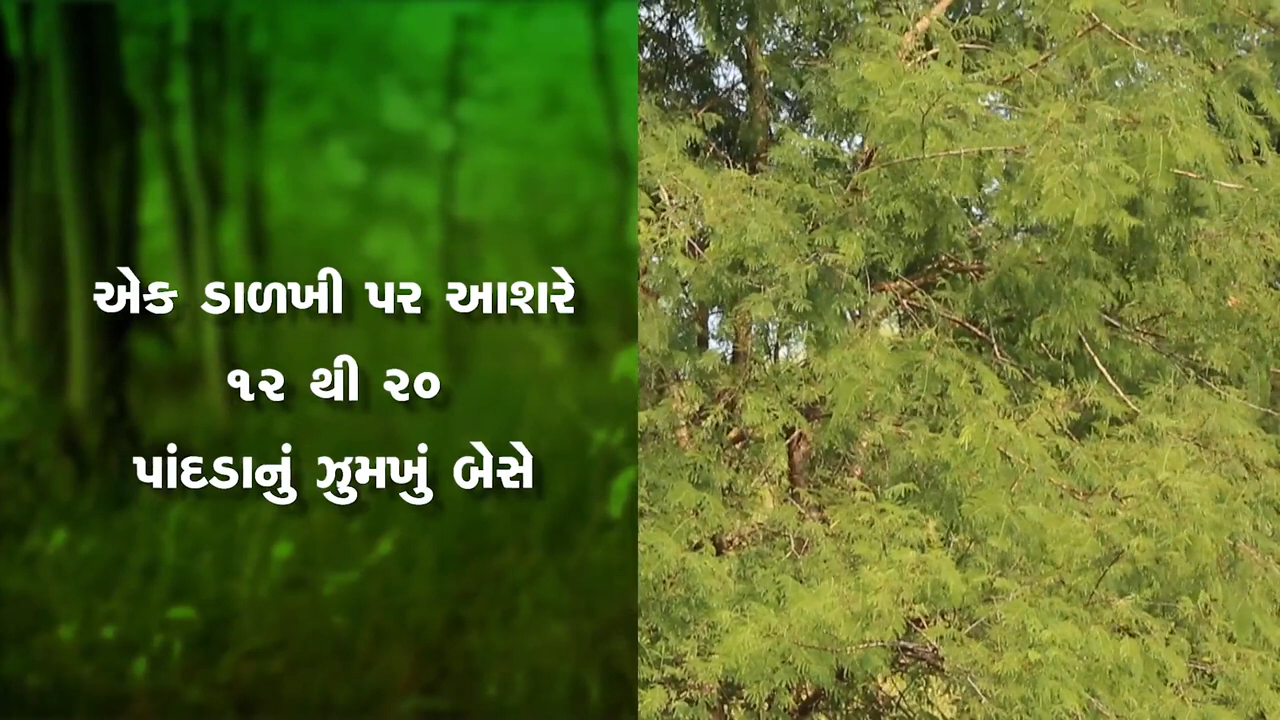 એક ડાળખી પર આશરે
૧૨ થી ૨૦
પાંદડાનું ઝુમખું બેસે